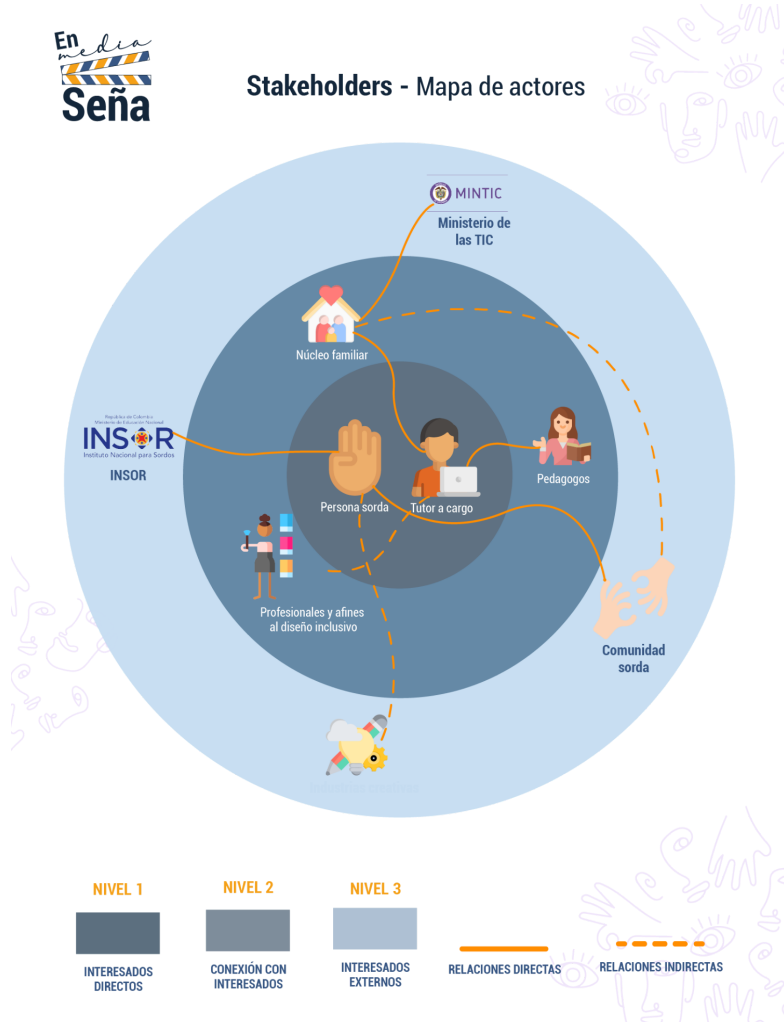 En
media
Seña
Stakeholders - Mapa de actores
MINTIC
Ministerio de
las TIC
Núcleo familiar
República de Colombia
Ministerio de Educación Nacional
INSOR
Instituto Nacional para Sordos
INSOR
Pedagogos
Persona sorda
Tutor a cargo
Profesionales y afines
al diseño inclusivo
Comunidad
sorda
NIVEL 1
NIVEL 2
NIVEL 3
INTERESADOS
DIRECTOS
CONEXIÓN CON
INTERESADOS
INTERESADOS
EXTERNOS
RELACIONES DIRECTAS
RELACIONES INDIRECTAS